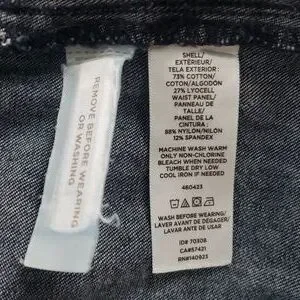 REMOVE BEFORE WEARING
OR WASHING
SHELL/
EXTÉRIEUR/
TELA EXTERIOR :
73% COTTON/
COTON/ALGODÓN
27% LYOCELL
WAIST PANEL/
PANNEAU DE
TAILLE/
PANEL DE LA
CINTURA :
88% NYLON/NILÓN
12% SPANDEX
MACHINE WASH WARM
ONLY NON-CHLORINE
BLEACH WHEN NEEDED
TUMBLE DRY LOW
COOL IRON IF NEEDED
460423
WASH BEFORE WEARING/
LAVER AVANT DE PORTER/
LAVAR ANTE DE USAR
ID# 70308
CA#57421
RN#140923